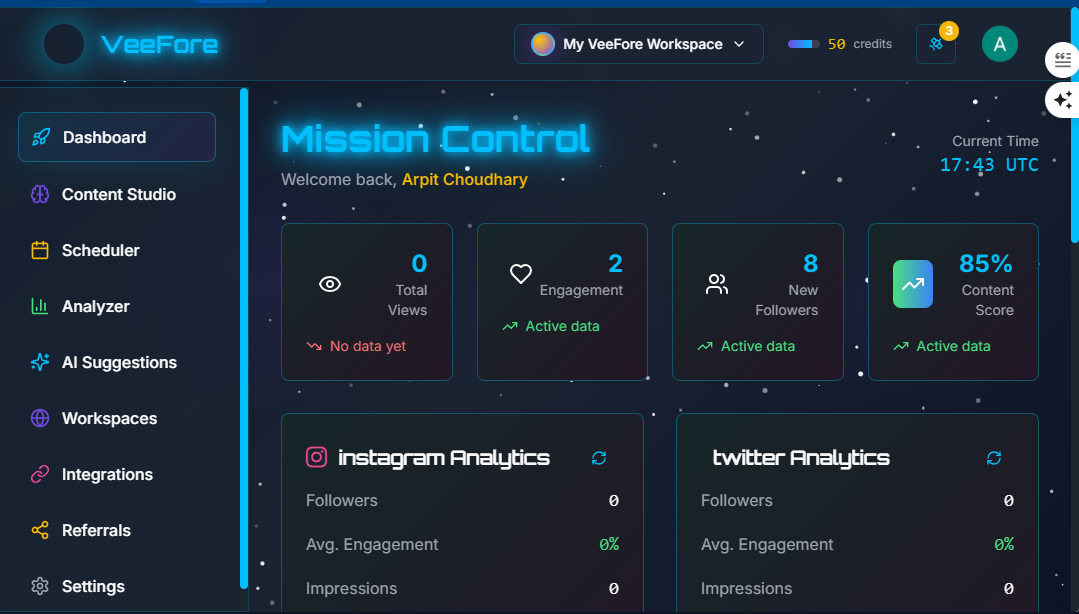 VeeFore
My VeeFore Workspace
50 credits
3
A
Dashboard
Content Studio
Scheduler
Analyzer
AI Suggestions
Workspaces
Integrations
Referrals
Settings
Mission Control
Welcome back, Arpit Choudhary
Current Time
17:43 UTC
0
Total
Views
No data yet
2
Engagement
Active data
8
New
Followers
Active data
85%
Content
Score
Active data
instagram Analytics
Followers 0
Avg. Engagement 0%
Impressions 0
twitter Analytics
Followers 0
Avg. Engagement 0%
Impressions 0